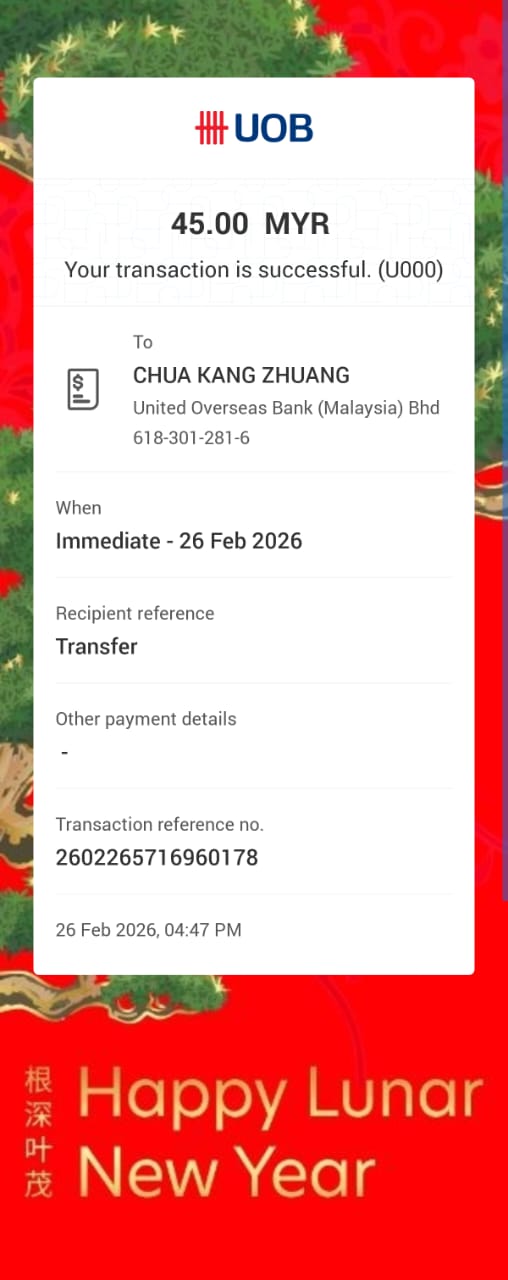 UOB
45.00 MYR
Your transaction is successful. (U000)
To
CHUA KANG ZHUANG
United Overseas Bank (Malaysia) Bhd
618-301-281-6
When
Immediate - 26 Feb 2026
Recipient reference
Transfer
Other payment details
-
Transaction reference no.
2602265716960178
26 Feb 2026, 04:47 PM
根深叶茂
Happy Lunar
New Year